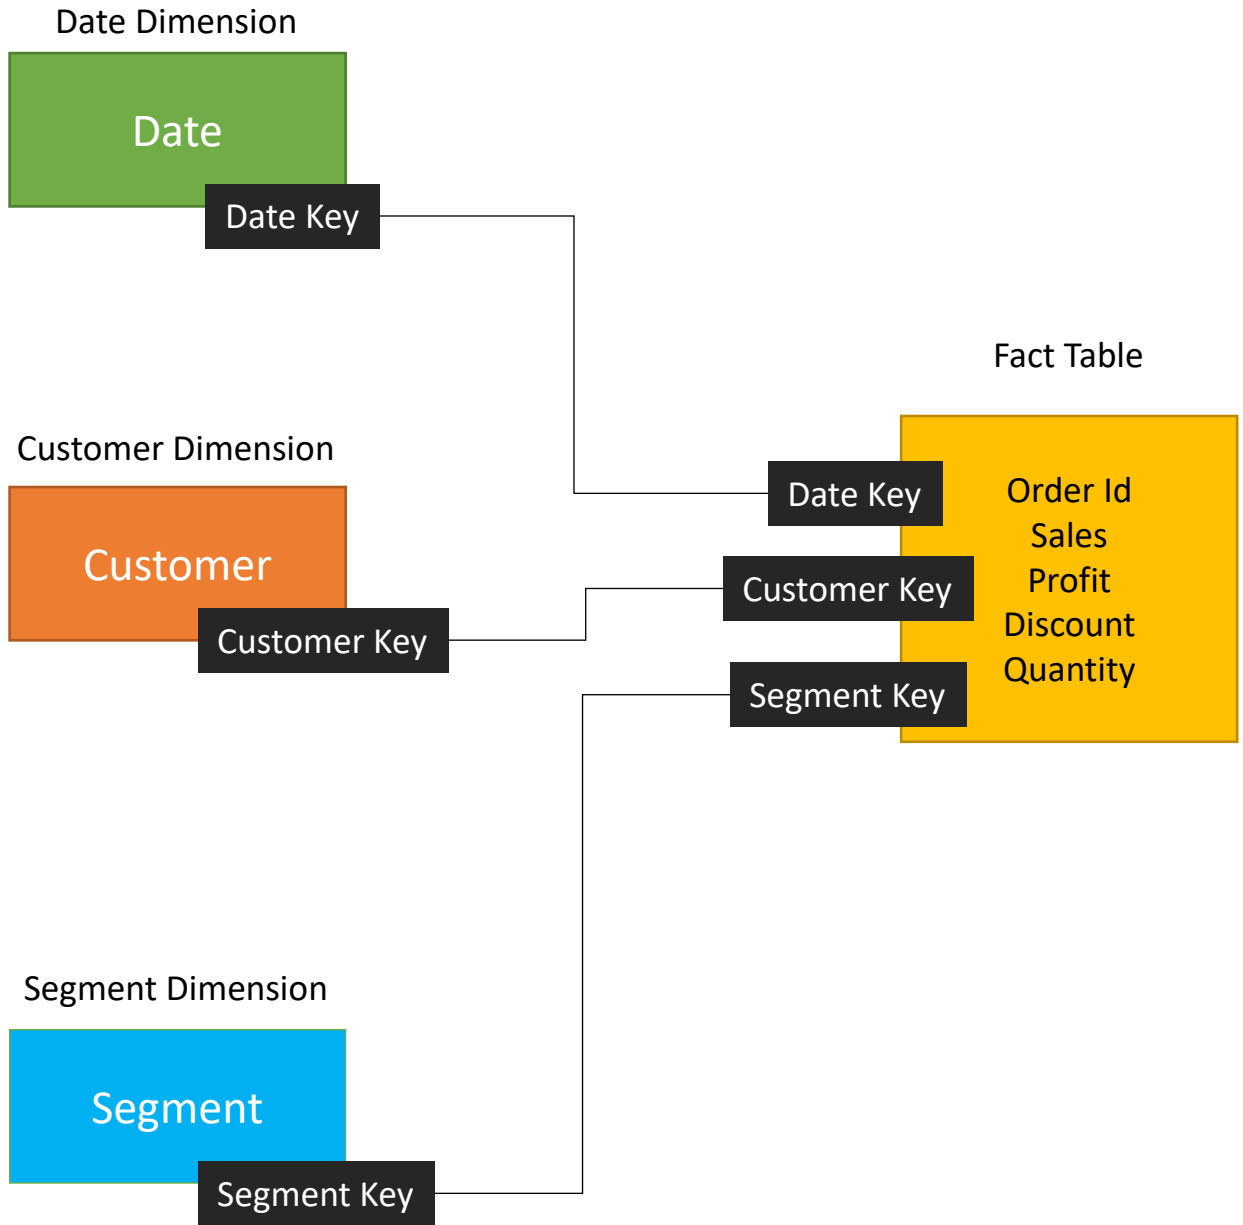 Date Dimension
Date
Date Key
Customer Dimension
Customer
Customer Key
Segment Dimension
Segment
Segment Key
Fact Table
Date Key
Customer Key
Segment Key
Order Id
Sales
Profit
Discount
Quantity